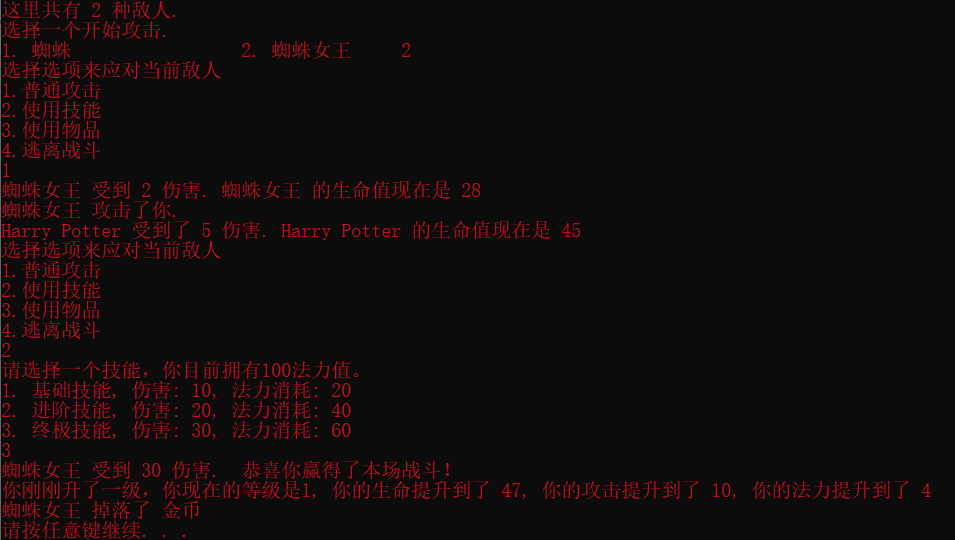 这里共有 2 种敌人.
选择一个开始攻击.
1. 蜘蛛 2. 蜘蛛女王 2
选择选项来应对当前敌人
1.普通攻击
2.使用技能
3.使用物品
4.逃离战斗
1
蜘蛛女王 受到 2 伤害. 蜘蛛女王 的生命值现在是 28
蜘蛛女王 攻击了你.
Harry Potter 受到了 5 伤害. Harry Potter 的生命值现在是 45
选择选项来应对当前敌人
1.普通攻击
2.使用技能
3.使用物品
4.逃离战斗
2
请选择一个技能，你目前拥有100法力值。
1. 基础技能, 伤害: 10, 法力消耗: 20
2. 进阶技能, 伤害: 20, 法力消耗: 40
3. 终极技能, 伤害: 30, 法力消耗: 60
3
蜘蛛女王 受到 30 伤害. 恭喜你赢得了本场战斗!
你刚刚升了一级，你现在的等级是1, 你的生命提升到了 47, 你的攻击提升到了 10, 你的法力提升到了 4
蜘蛛女王 掉落了 金币
请按任意键继续. . .